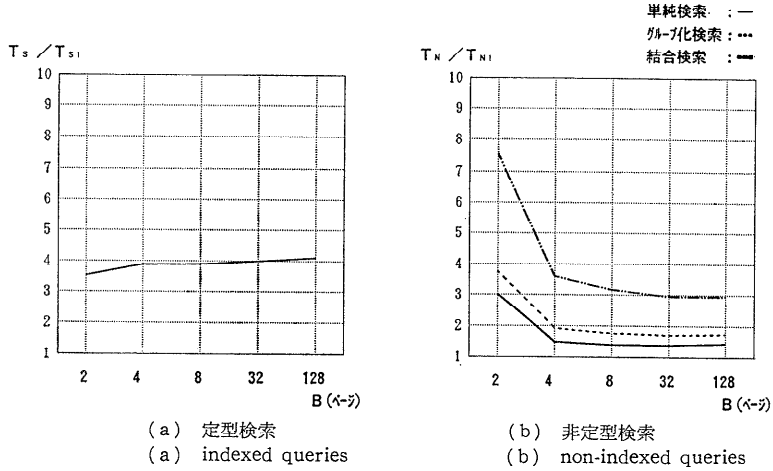 単純検索 : —
グループ化検索 : ---
結合検索 : —
Ts / Ts1
TN / TN1
10
9
8
7
6
5
4
3
2
1
2 4 8 32 128
B (ページ)
10
9
8
7
6
5
4
3
2
1
2 4 8 32 128
B (ページ)
(a) 定型検索
(a) indexed queries
(b) 非定型検索
(b) non-indexed queries